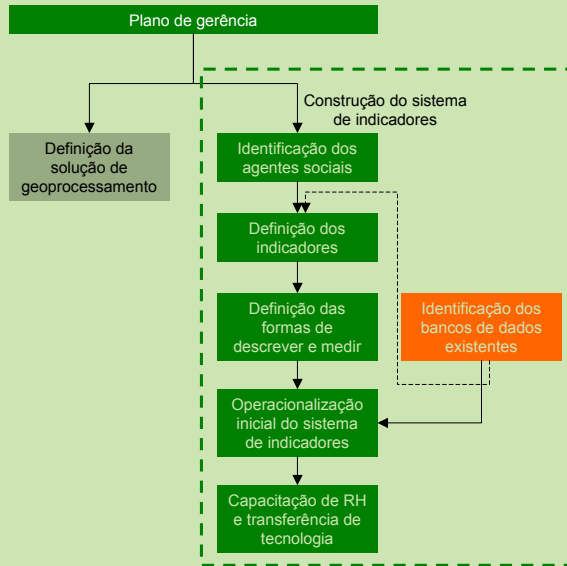 Plano de gerência
Construção do sistema
de indicadores
Definição da
solução de
geoprocessamento
Identificação dos
agentes sociais
Definição dos
indicadores
Definição das
formas de
descrever e medir
Identificação dos
bancos de dados
existentes
Operacionalização
inicial do sistema
de indicadores
Capacitação de RH
e transferência de
tecnologia